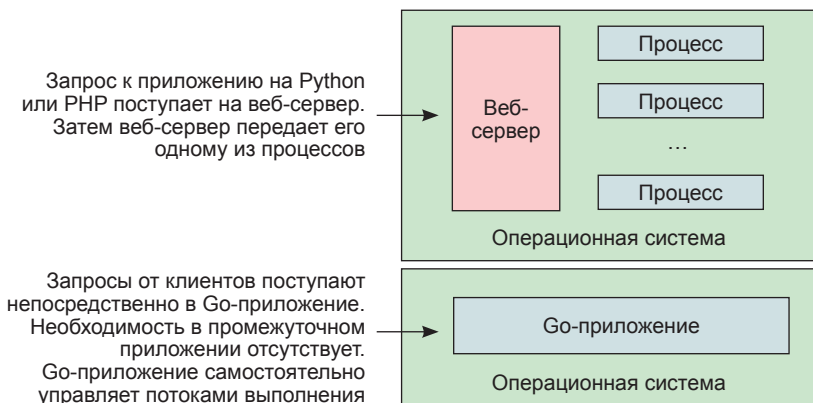 Запрос к приложению на Python
или PHP поступает на веб-сервер.
Затем веб-сервер передает его
одному из процессов
Веб-
сервер
Процесс
Процесс
…
Процесс
Операционная система
Запросы от клиентов поступают
непосредственно в Go-приложение.
Необходимость в промежуточном
приложении отсутствует.
Go-приложение самостоятельно
управляет потоками выполнения
Go-приложение
Операционная система